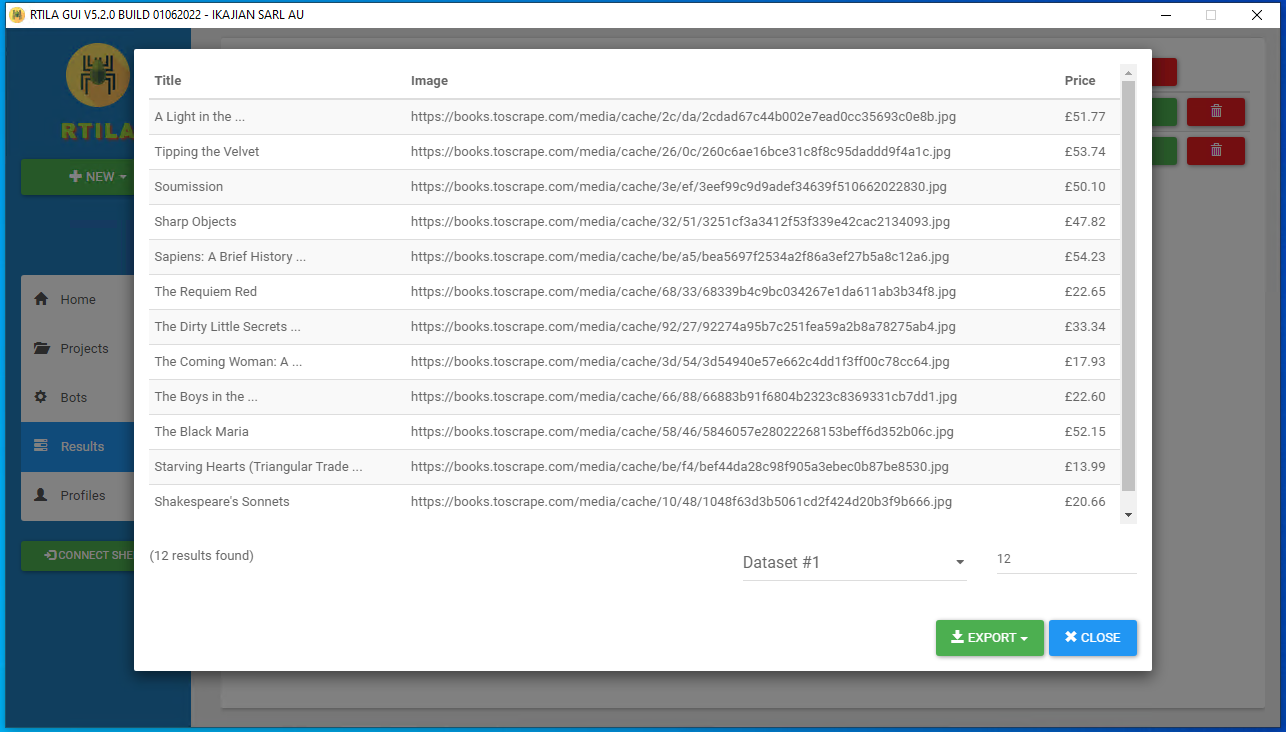 RTILA GUI V5.2.0 BUILD 01062022 - IKAJIAN SARL AU
RTILA
NEW
Home
Projects
Bots
Results
Profiles
CONNECT SHE
Title Image Price
A Light in the ... https://books.toscrape.com/media/cache/2c/da/2cdad67c44b002e7ead0cc35693c0e8b.jpg £51.77
Tipping the Velvet https://books.toscrape.com/media/cache/26/0c/260c6ae16bce31c8f8c95daddd9f4a1c.jpg £53.74
Soumission https://books.toscrape.com/media/cache/3e/ef/3eef99c9d9adef34639f510662022830.jpg £50.10
Sharp Objects https://books.toscrape.com/media/cache/32/51/3251cf3a3412f53f339e42cac2134093.jpg £47.82
Sapiens: A Brief History ... https://books.toscrape.com/media/cache/be/a5/bea5697f2534a2f86a3ef27b5a8c12a6.jpg £54.23
The Requiem Red https://books.toscrape.com/media/cache/68/33/68339b4c9bc034267e1da611ab3b34f8.jpg £22.65
The Dirty Little Secrets ... https://books.toscrape.com/media/cache/92/27/92274a95b7c251fea59a2b8a78275ab4.jpg £33.34
The Coming Woman: A ... https://books.toscrape.com/media/cache/3d/54/3d54940e57e662c4dd1f3ff00c78cc64.jpg £17.93
The Boys in the ... https://books.toscrape.com/media/cache/66/88/66883b91f6804b2323c8369331cb7dd1.jpg £22.60
The Black Maria https://books.toscrape.com/media/cache/58/46/5846057e28022268153beff6d352b06c.jpg £52.15
Starving Hearts (Triangular Trade ... https://books.toscrape.com/media/cache/be/f4/bef44da28c98f905a3ebec0b87be8530.jpg £13.99
Shakespeare's Sonnets https://books.toscrape.com/media/cache/10/48/1048f63d3b5061cd2f424d20b3f9b666.jpg £20.66
(12 results found) Dataset #1 12
EXPORT CLOSE